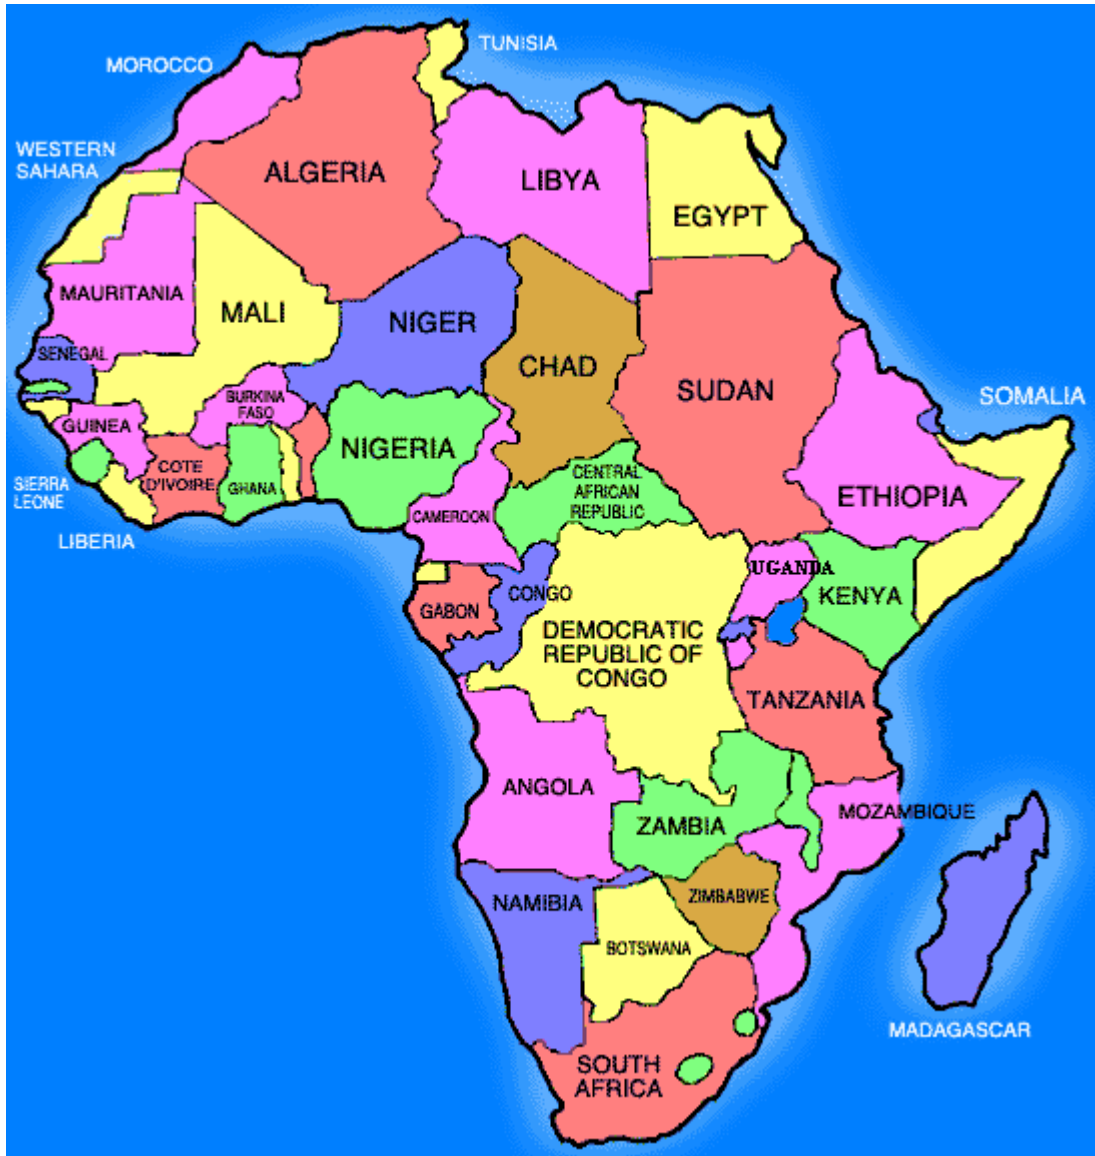 TUNISIA
MOROCCO
WESTERN
SAHARA
ALGERIA
LIBYA
EGYPT
MAURITANIA
MALI
NIGER
CHAD
SUDAN
SENEGAL
SOMALIA
BURKINA
FASO
GUINEA
NIGERIA
COTE
D'IVOIRE
GHANA
SIERRA
LEONE
LIBERIA
CENTRAL
AFRICAN
REPUBLIC
ETHIOPIA
CAMEROON
UGANDA
KENYA
CONGO
GABON
DEMOCRATIC
REPUBLIC OF
CONGO
TANZANIA
ANGOLA
MOZAMBIQUE
ZAMBIA
NAMIBIA
ZIMBABWE
BOTSWANA
MADAGASCAR
SOUTH
AFRICA